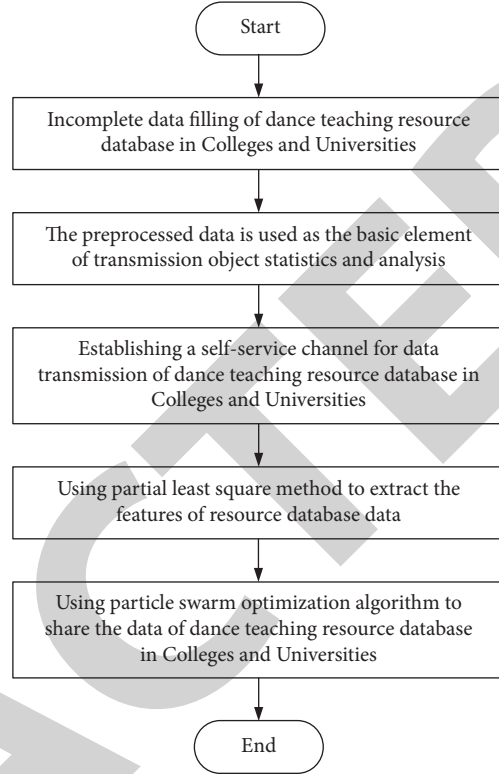 Start
Incomplete data filling of dance teaching resource
database in Colleges and Universities
The preprocessed data is used as the basic element
of transmission object statistics and analysis
Establishing a self-service channel for data
transmission of dance teaching resource database in
Colleges and Universities
Using partial least square method to extract the
features of resource database data
Using particle swarm optimization algorithm to
share the data of dance teaching resource database
in Colleges and Universities
End